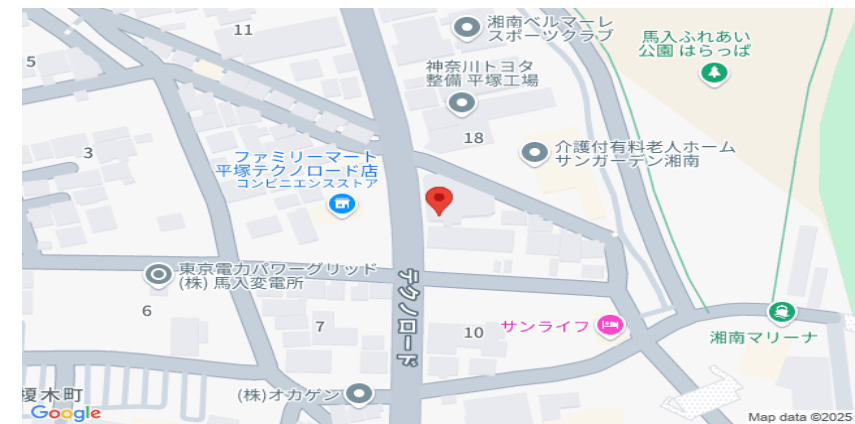 11
湘南ベルマーレ
スポーツクラブ
馬入ふれあい
公園 はらっぱ
5
神奈川トヨタ
整備 平塚工場
18
3
ファミリーマート
平塚テクノロード店
コンビニエンスストア
介護付有料老人ホーム
サンガーデン湘南
東京電力パワーグリッド
(株) 馬入変電所
テクノロード
6
7
10
サンライフ
湘南マリーナ
榎木町
(株)オカゲン
Google
Map data ©2025